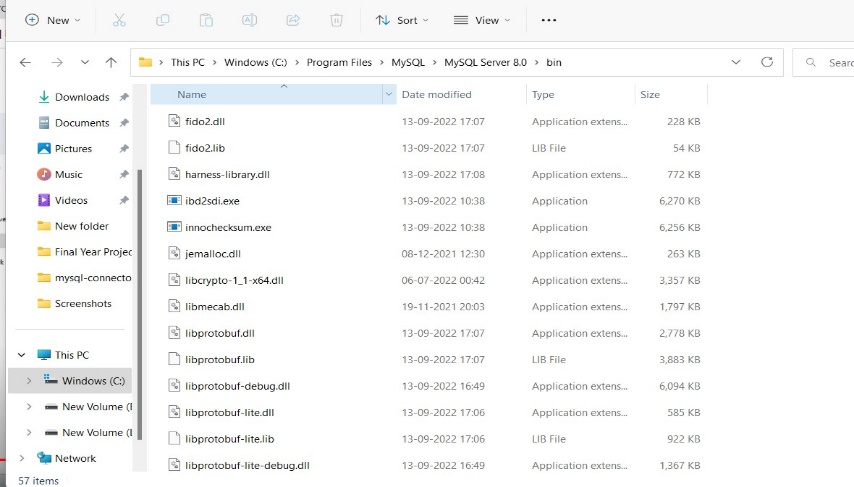 New Sort View •••
This PC > Windows (C:) > Program Files > MySQL > MySQL Server 8.0 > bin Searc
Name Date modified Type Size
Downloads
Documents
Pictures
Music
Videos
New folder
Final Year Projec
mysql-connecto
Screenshots
This PC
Windows (C:)
New Volume (
New Volume (
Network
fido2.dll 13-09-2022 17:07 Application extens... 228 KB
fido2.lib 13-09-2022 17:07 LIB File 54 KB
harness-library.dll 13-09-2022 17:08 Application extens... 772 KB
ibd2sdi.exe 13-09-2022 10:38 Application 6,270 KB
innochecksum.exe 13-09-2022 10:38 Application 6,256 KB
jemalloc.dll 08-12-2021 12:30 Application extens... 263 KB
libcrypto-1_1-x64.dll 06-07-2022 00:42 Application extens... 3,357 KB
libmecab.dll 19-11-2021 20:03 Application extens... 1,797 KB
libprotobuf.dll 13-09-2022 17:07 Application extens... 2,778 KB
libprotobuf.lib 13-09-2022 17:07 LIB File 3,883 KB
libprotobuf-debug.dll 13-09-2022 16:49 Application extens... 6,094 KB
libprotobuf-lite.dll 13-09-2022 17:06 Application extens... 585 KB
libprotobuf-lite.lib 13-09-2022 17:06 LIB File 922 KB
libprotobuf-lite-debug.dll 13-09-2022 16:49 Application extens... 1,367 KB
57 items